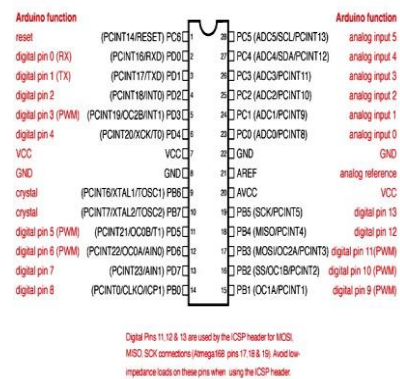 Arduino function Arduino function
reset (PCINT14/RESET) PC6 1 28 PC5 (ADC5/SCL/PCINT13) analog input 5
digital pin 0 (RX) (PCINT16/RXD) PD0 2 27 PC4 (ADC4/SDA/PCINT12) analog input 4
digital pin 1 (TX) (PCINT17/TXD) PD1 3 26 PC3 (ADC3/PCINT11) analog input 3
digital pin 2 (PCINT18/INT0) PD2 4 25 PC2 (ADC2/PCINT10) analog input 2
digital pin 3 (PWM) (PCINT19/OC2B/INT1) PD3 5 24 PC1 (ADC1/PCINT9) analog input 1
digital pin 4 (PCINT20/XCK/T0) PD4 6 23 PC0 (ADC0/PCINT8) analog input 0
VCC VCC 7 22 GND GND
GND GND 8 21 AREF analog reference
crystal (PCINT6/XTAL1/TOSC1) PB6 9 20 AVCC VCC
crystal (PCINT7/XTAL2/TOSC2) PB7 10 19 PB5 (SCK/PCINT5) digital pin 13
digital pin 5 (PWM) (PCINT21/OC0B/T1) PD5 11 18 PB4 (MISO/PCINT4) digital pin 12
digital pin 6 (PWM) (PCINT22/OC0A/AIN0) PD6 12 17 PB3 (MOSI/OC2A/PCINT3) digital pin 11(PWM)
digital pin 7 (PCINT23/AIN1) PD7 13 16 PB2 (SS/OC1B/PCINT2) digital pin 10 (PWM)
digital pin 8 (PCINT0/CLKO/ICP1) PB0 14 15 PB1 (OC1A/PCINT1) digital pin 9 (PWM)
Digital Pins 11,12 & 13 are used by the ICSP header for MOSI,
MISO, SCK connections (Atmega168 pins 17,18 & 19). Avoid low-
impedance loads on these pins when using the ICSP header.